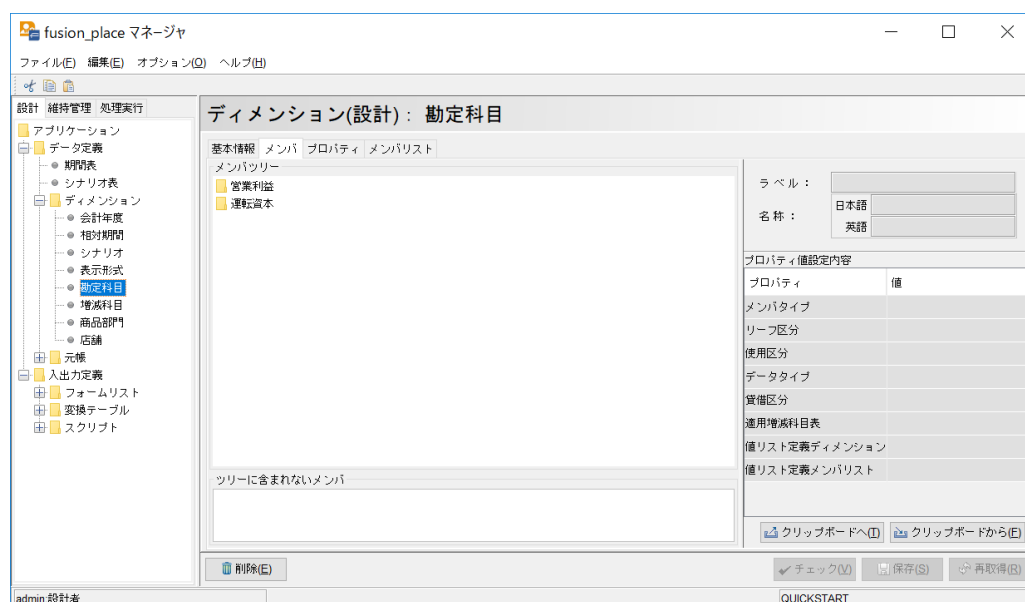 fusion_place マネージャ
ファイル(F) 編集(E) オプション(O) ヘルプ(H)
設計 維持管理 処理実行
アプリケーション
データ定義
期間表
シナリオ表
ディメンション
会計年度
相対期間
シナリオ
表示形式
勘定科目
増減科目
商品部門
店舗
元帳
入出力定義
フォームリスト
変換テーブル
スクリプト
ディメンション(設計)： 勘定科目
基本情報 メンバ プロパティ メンバリスト
メンバツリー
営業利益
運転資本
ツリーに含まれないメンバ
ラベル：
名称：
日本語
英語
プロパティ値設定内容
プロパティ 値
メンバタイプ
リーフ区分
使用区分
データタイプ
貸借区分
適用増減科目表
値リスト定義ディメンション
値リスト定義メンバリスト
クリップボードへ(T) クリップボードから(F)
削除(E) チェック(V) 保存(S) 再取得(R)
admin:設計者 QUICKSTART